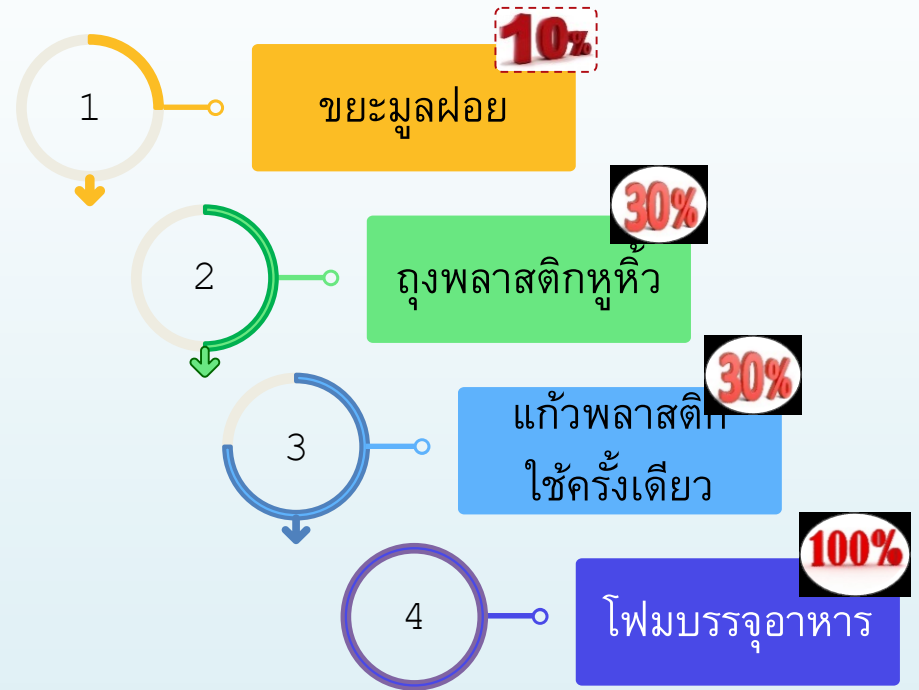 10%
1
ขยะมูลฝอย
30%
2
ถุงพลาสติกหูหิ้ว
30%
3
แก้วพลาสติก
ใช้ครั้งเดียว
100%
4
โฟมบรรจุอาหาร